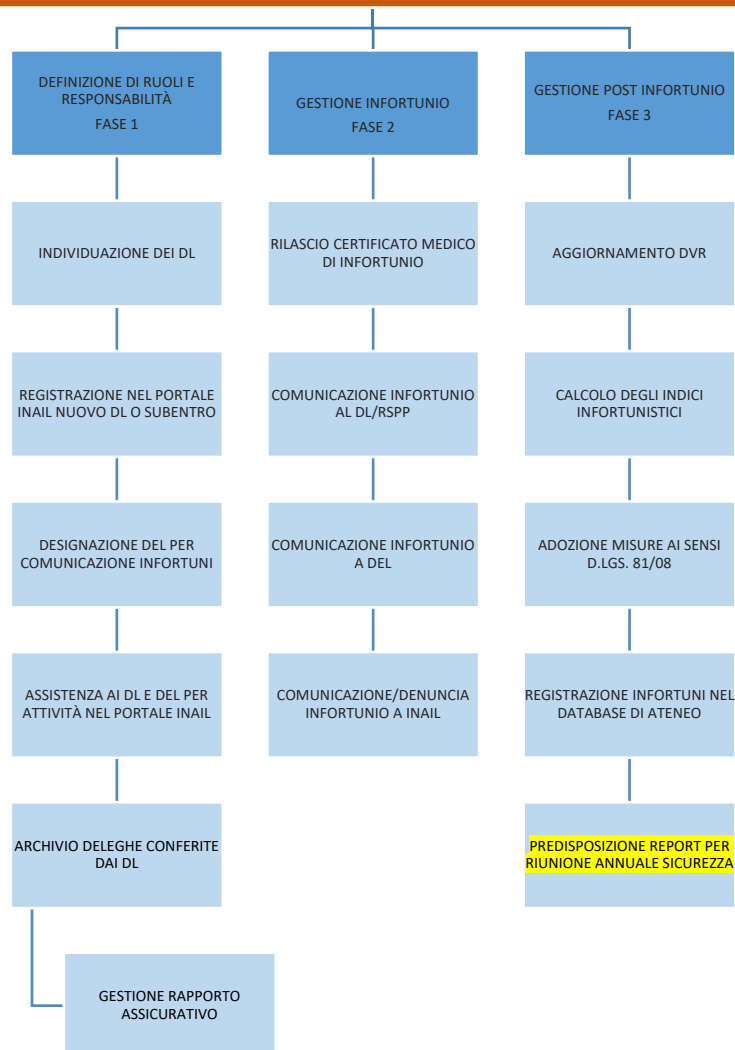 DEFINIZIONE DI RUOLI E
RESPONSABILITÀ
FASE 1
INDIVIDUAZIONE DEI DL
REGISTRAZIONE NEL PORTALE
INAIL NUOVO DL O SUBENTRO
DESIGNAZIONE DEL PER
COMUNICAZIONE INFORTUNI
ASSISTENZA AI DL E DEL PER
ATTIVITÀ NEL PORTALE INAIL
ARCHIVIO DELEGHE CONFERITE
DAI DL
GESTIONE RAPPORTO
ASSICURATIVO
GESTIONE INFORTUNIO
FASE 2
RILASCIO CERTIFICATO MEDICO
DI INFORTUNIO
COMUNICAZIONE INFORTUNIO
AL DL/RSPP
COMUNICAZIONE INFORTUNIO
A DEL
COMUNICAZIONE/DENUNCIA
INFORTUNIO A INAIL
GESTIONE POST INFORTUNIO
FASE 3
AGGIORNAMENTO DVR
CALCOLO DEGLI INDICI
INFORTUNISTICI
ADOZIONE MISURE AI SENSI
D.LGS. 81/08
REGISTRAZIONE INFORTUNI NEL
DATABASE DI ATENEO
PREDISPOSIZIONE REPORT PER
RIUNIONE ANNUALE SICUREZZA